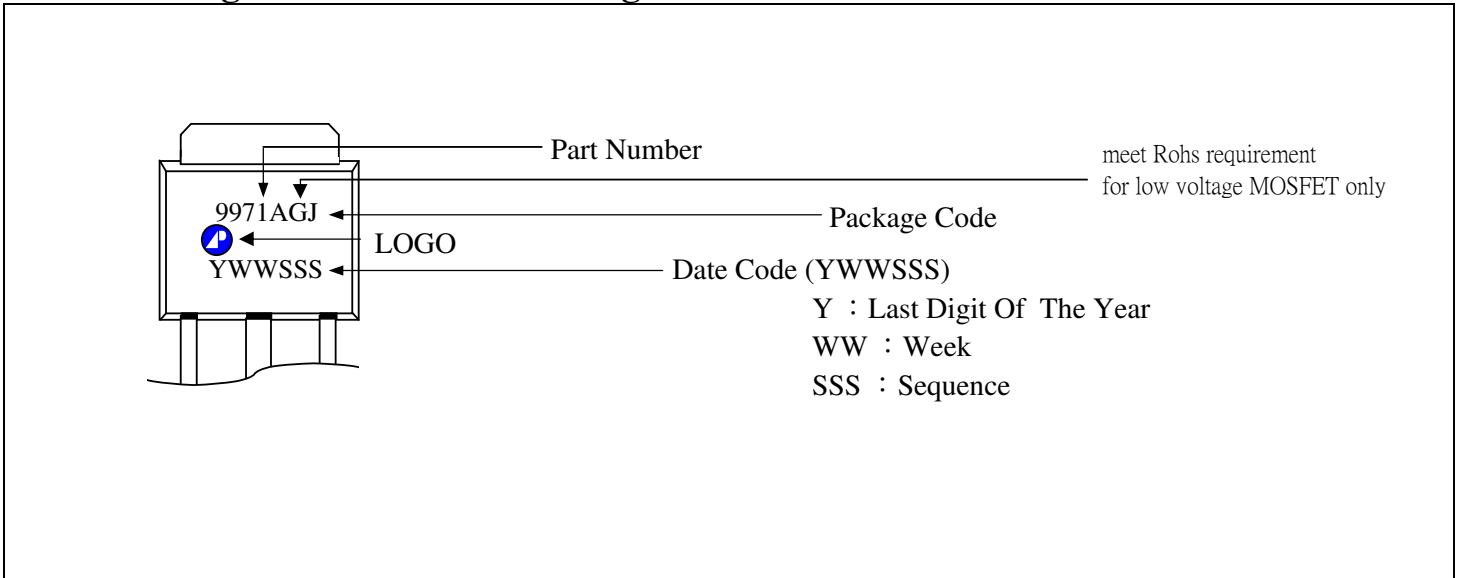 Part Number
meet Rohs requirement
for low voltage MOSFET only
9971AGJ
Package Code
LOGO
YWWSSS
Date Code (YWWSSS)
Y : Last Digit Of The Year
WW : Week
SSS : Sequence